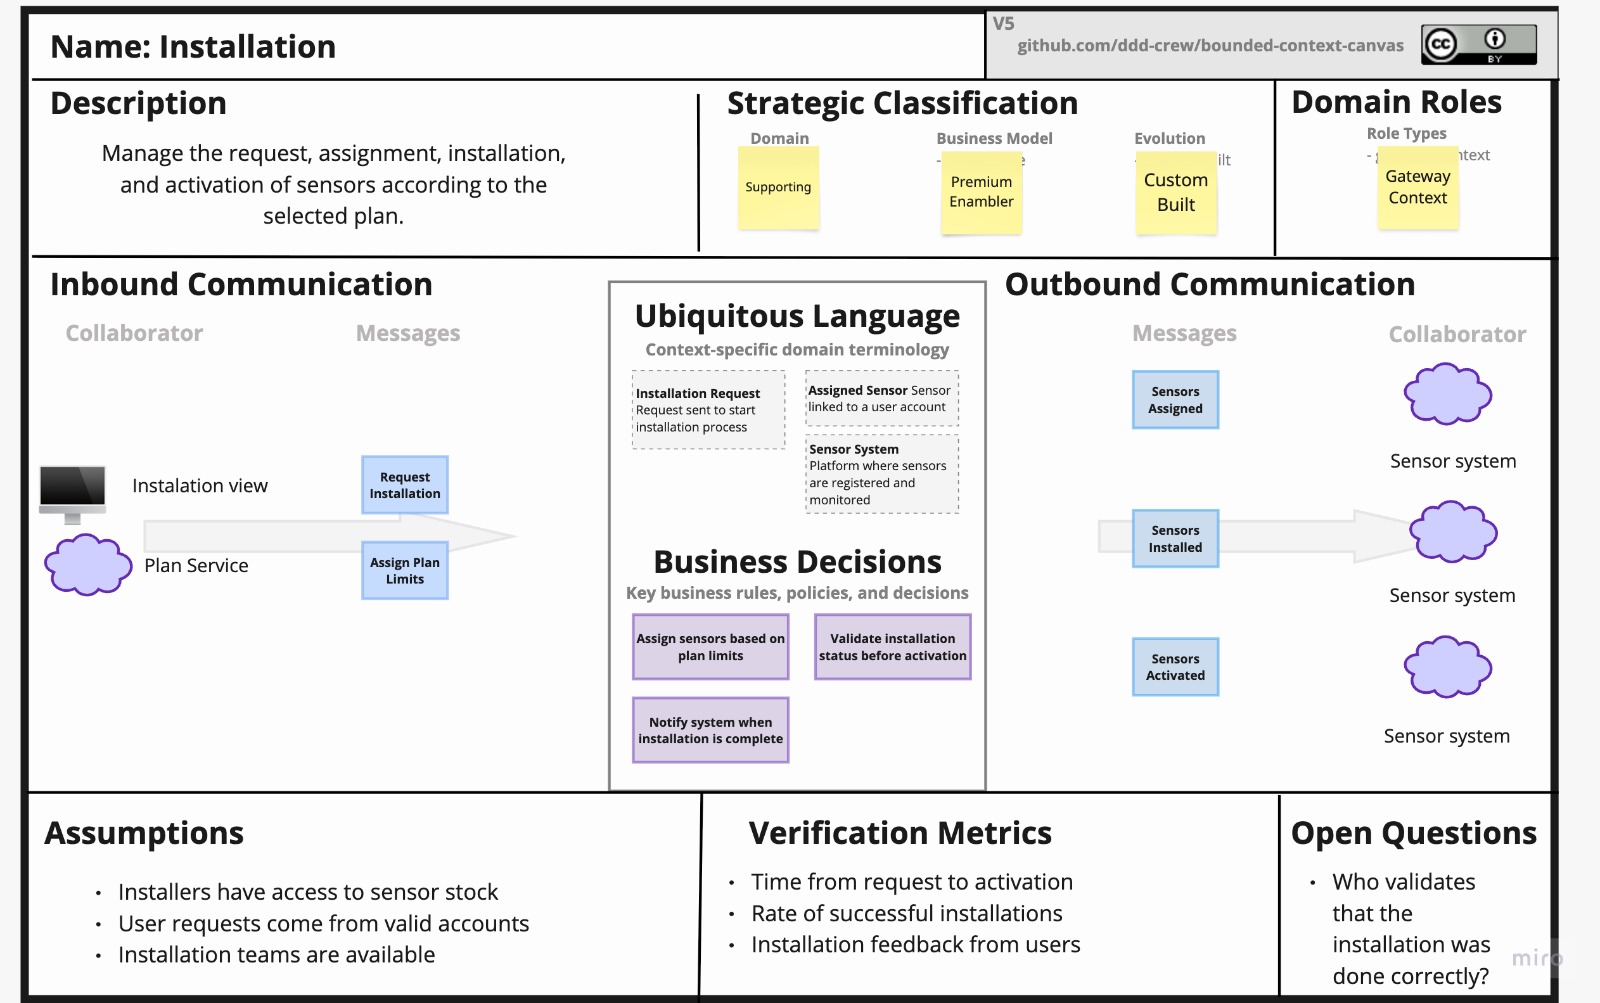 Name: Installation
V5
github.com/ddd-crew/bounded-context-canvas
cc
BY
Description
Manage the request, assignment, installation,
and activation of sensors according to the
selected plan.
Strategic Classification
Domain
Supporting
Business Model
Premium
Enambler
Evolution
Custom
Built
Domain Roles
Role Types
Gateway
Context
Inbound Communication
Collaborator
Messages
Instalation view
Plan Service
Request
Installation
Assign Plan
Limits
Ubiquitous Language
Context-specific domain terminology
Installation Request
Request sent to start
installation process
Assigned Sensor Sensor
linked to a user account
Sensor System
Platform where sensors
are registered and
monitored
Business Decisions
Key business rules, policies, and decisions
Assign sensors based on
plan limits
Validate installation
status before activation
Notify system when
installation is complete
Outbound Communication
Messages
Collaborator
Sensors
Assigned
Sensor system
Sensors
Installed
Sensor system
Sensors
Activated
Sensor system
Assumptions
• Installers have access to sensor stock
• User requests come from valid accounts
• Installation teams are available
Verification Metrics
• Time from request to activation
• Rate of successful installations
• Installation feedback from users
Open Questions
• Who validates
that the
installation was
done correctly?
miro